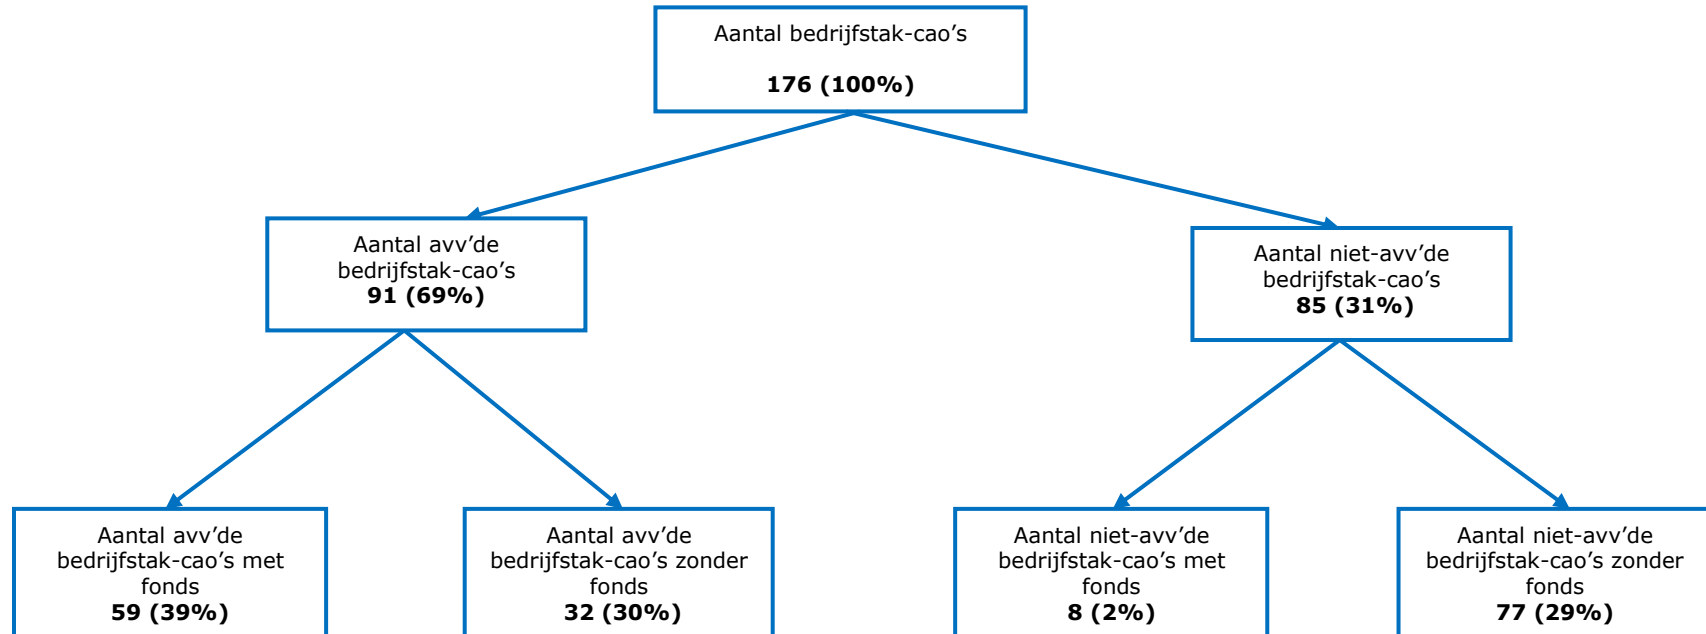 Aantal bedrijfstak-cao’s
176 (100%)
Aantal avv’de
bedrijfstak-cao’s
91 (69%)
Aantal niet-avv’de
bedrijfstak-cao’s
85 (31%)
Aantal avv’de
bedrijfstak-cao’s met
fonds
59 (39%)
Aantal avv’de
bedrijfstak-cao’s zonder
fonds
32 (30%)
Aantal niet-avv’de
bedrijfstak-cao’s met
fonds
8 (2%)
Aantal niet-avv’de
bedrijfstak-cao’s zonder
fonds
77 (29%)